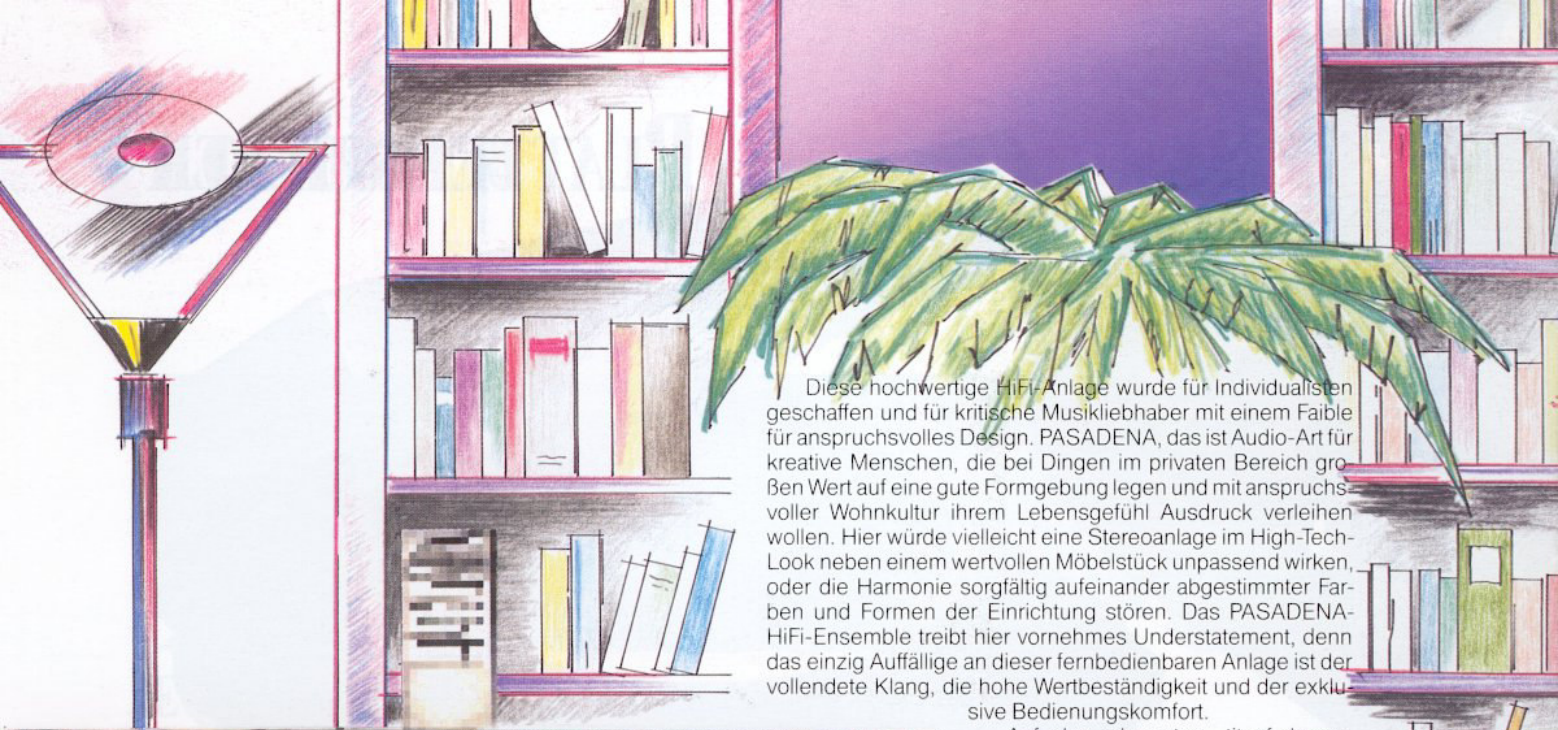 Diese hochwertige HiFi-Anlage wurde für Individualisten
geschaffen und für kritische Musikliebhaber mit einem Faible
für anspruchsvolles Design. PASADENA, das ist Audio-Art für
kreative Menschen, die bei Dingen im privaten Bereich gro-
ßen Wert auf eine gute Formgebung legen und mit anspruchs-
voller Wohnkultur ihrem Lebensgefühl Ausdruck verleihen
wollen. Hier würde vielleicht eine Stereoanlage im High-Tech-
Look neben einem wertvollen Möbelstück unpassend wirken,
oder die Harmonie sorgfältig aufeinander abgestimmter Far-
ben und Formen der Einrichtung stören. Das PASADENA-
HiFi-Ensemble treibt hier vornehmes Understatement, denn
das einzig Auffällige an dieser fernbedienbaren Anlage ist der
vollendete Klang, die hohe Wertbeständigkeit und der exklu-
sive Bedienungskomfort.